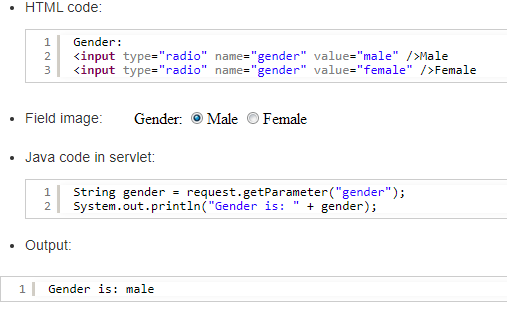 HTML code:
1 Gender:
2 <input type="radio" name="gender" value="male" />Male
3 <input type="radio" name="gender" value="female" />Female
Field image: Gender: Male Female
Java code in servlet:
1 String gender = request.getParameter("gender");
2 System.out.println("Gender is: " + gender);
Output:
1 Gender is: male